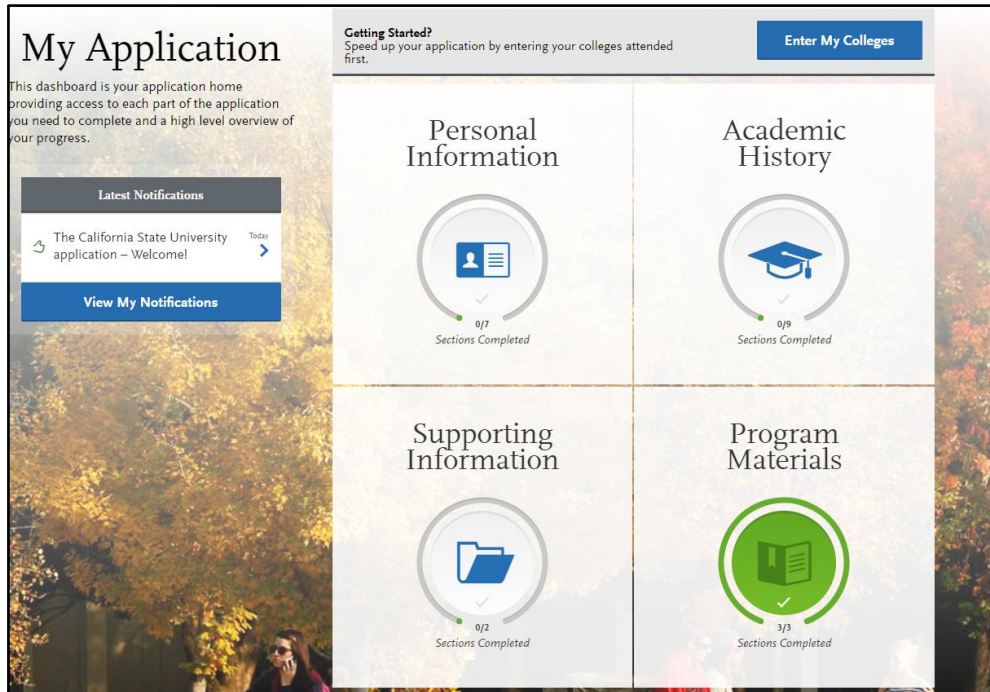 My Application
This dashboard is your application home
providing access to each part of the application
you need to complete and a high level overview of
your progress.
Latest Notifications
The California State University
application – Welcome!
Today
View My Notifications
Getting Started?
Speed up your application by entering your colleges attended
first.
Enter My Colleges
Personal
Information
0/7
Sections Completed
Academic
History
0/9
Sections Completed
Supporting
Information
0/2
Sections Completed
Program
Materials
3/3
Sections Completed